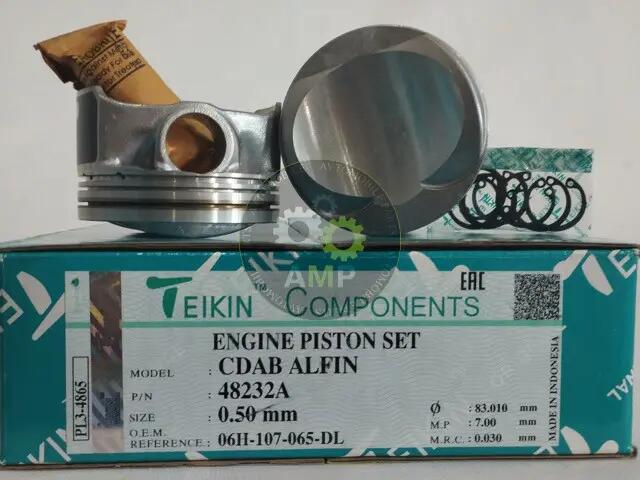 AMP
EAC
TEIKIN™ COMPONENTS
ENGINE PISTON SET
MODEL : CDAB ALFIN
P/N : 48232A
SIZE : 0.50 mm
O.E.M.
REFERENCE : 06H-107-065-DL
Ø : 83.010 mm
M.P : 7.00 mm
M.R.C. : 0.030 mm
PL3-4865
MADE IN INDONESIA